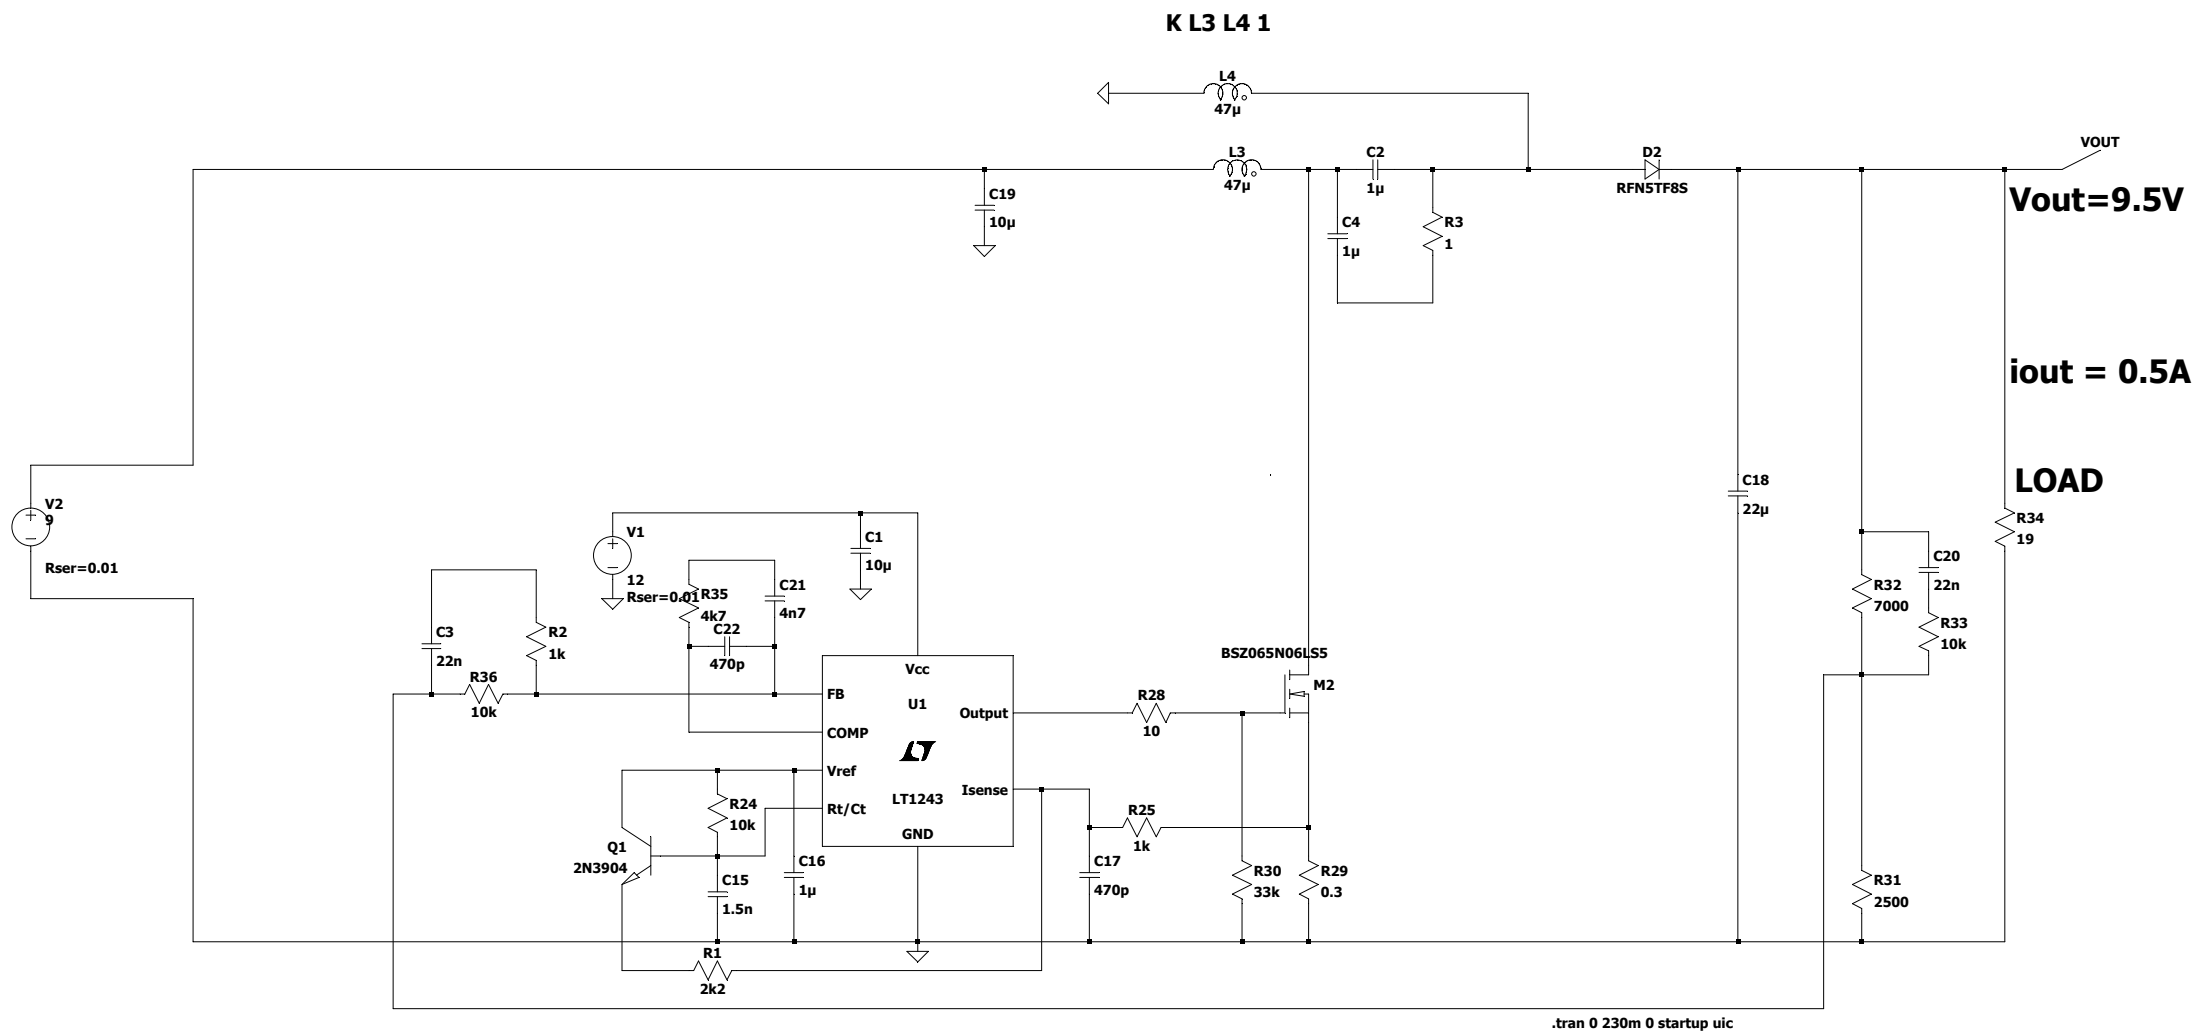 K L3 L4 1
L4
47µ
VOUT
L3
47µ
C2
1µ
D2
RFN5TF8S
Vout=9.5V
C19
10µ
C4
1µ
R3
1
iout = 0.5A
LOAD
V2
9
Rser=0.01
C18
22µ
R34
19
V1
12
Rser=0.01
C1
10µ
R35
4k7
C21
4n7
C22
470p
C20
22n
R32
7000
R33
10k
C3
22n
R2
1k
R36
10k
BSZ065N06LS5
M2
Vcc
FB
U1
Output
COMP
Vref
Isense
LT1243
Rt/Ct
GND
R28
10
R24
10k
Q1
2N3904
C16
1µ
C15
1.5n
R25
1k
C17
470p
R30
33k
R29
0.3
R31
2500
R1
2k2
.tran 0 230m 0 startup uic